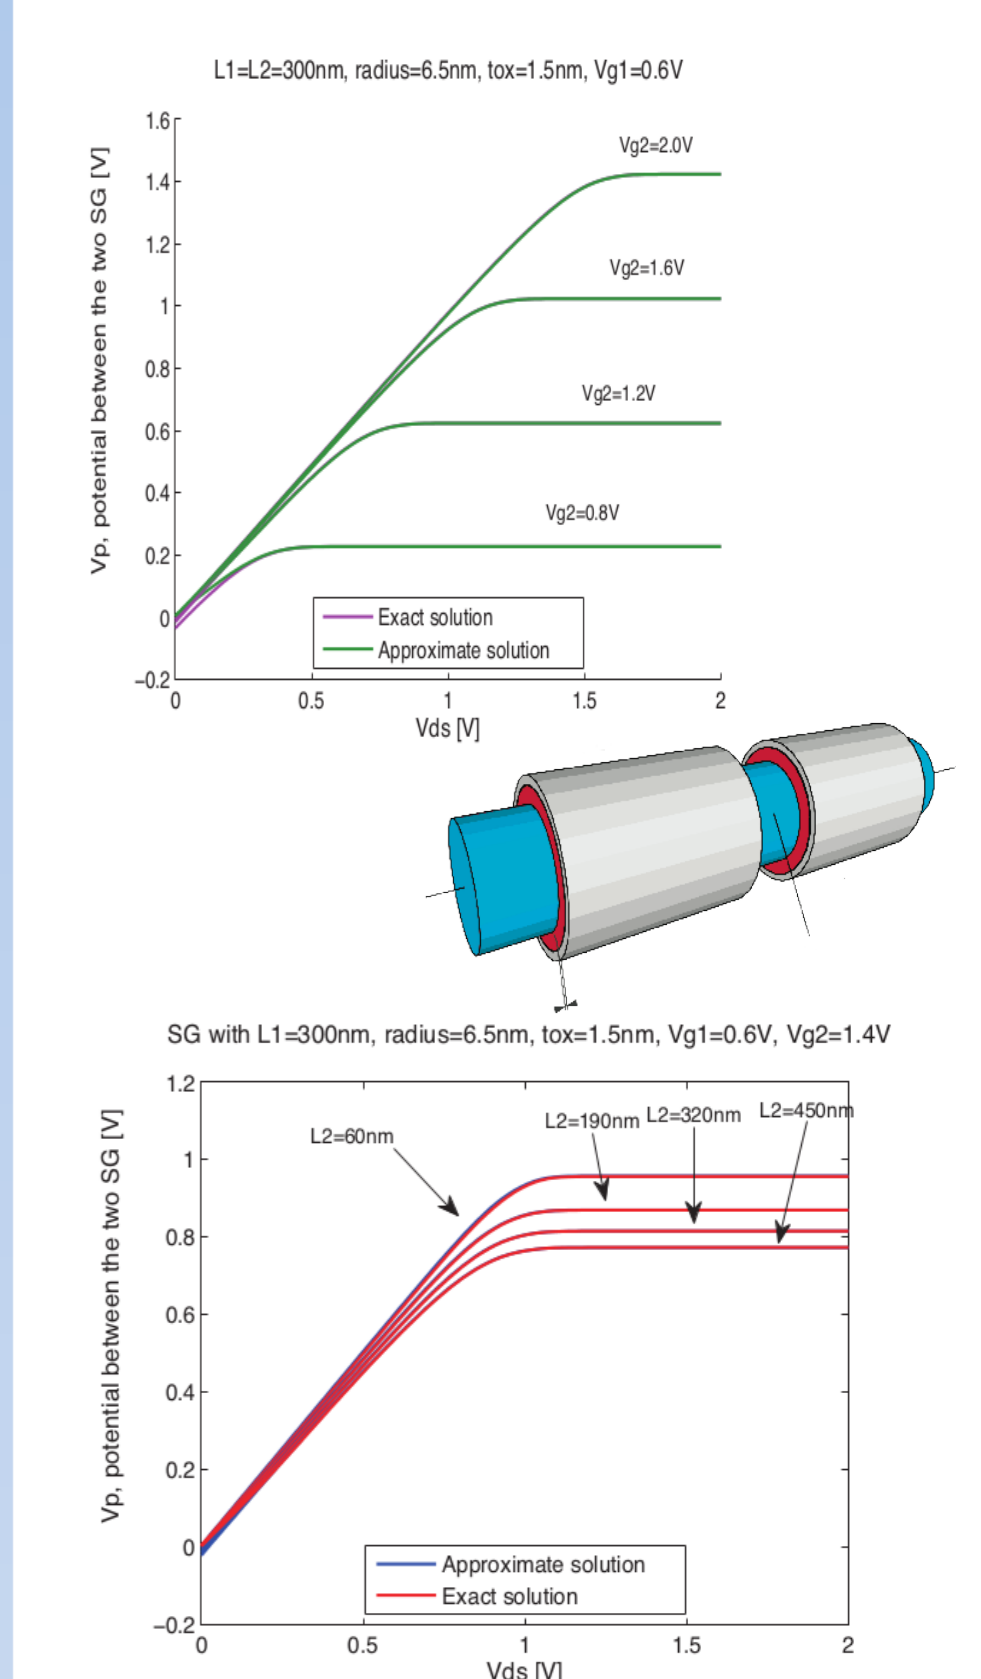 L1=L2=300nm, radius=6.5nm, tox=1.5nm, Vg1=0.6V
Vp, potential between the two SG [V]
1.6
1.4
1.2
1
0.8
0.6
0.4
0.2
0
−0.2
Vg2=2.0V
Vg2=1.6V
Vg2=1.2V
Vg2=0.8V
Exact solution
Approximate solution
0 0.5 1 1.5 2
Vds [V]
SG with L1=300nm, radius=6.5nm, tox=1.5nm, Vg1=0.6V, Vg2=1.4V
Vp, potential between the two SG [V]
1.2
1
0.8
0.6
0.4
0.2
0
−0.2
L2=60nm
L2=190nm
L2=320nm
L2=450nm
Approximate solution
Exact solution
0 0.5 1 1.5 2
Vds [V]